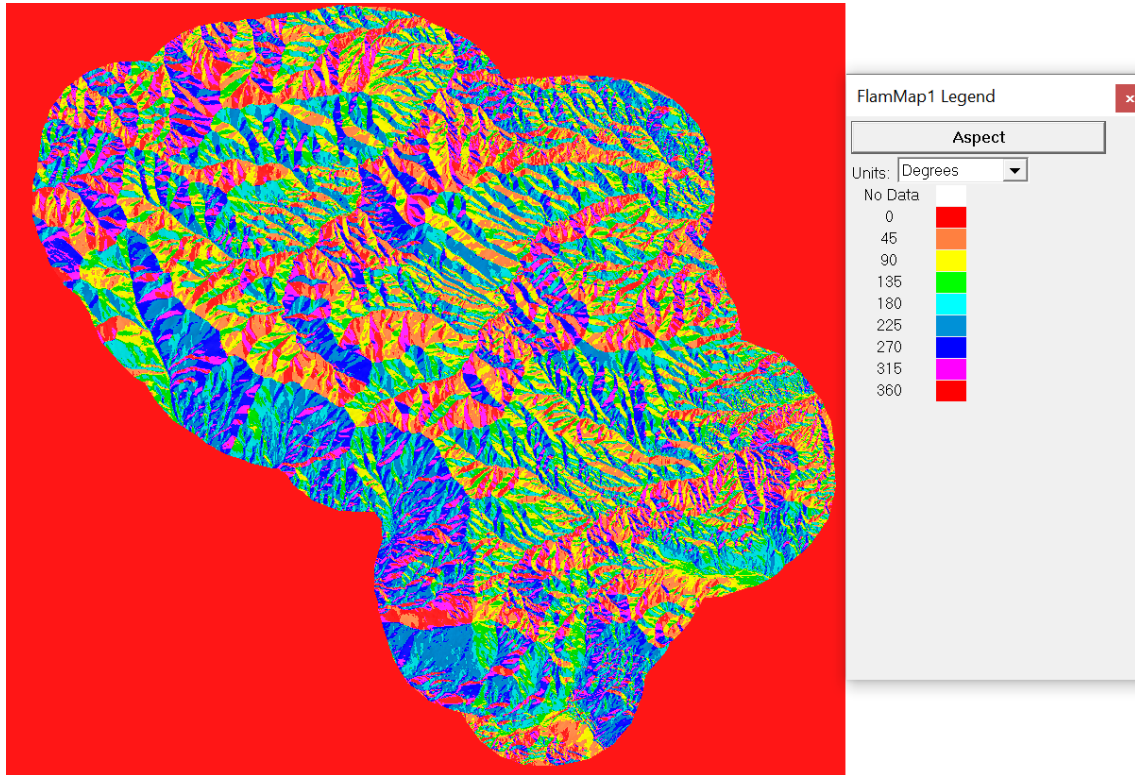 FlamMap1 Legend
×
Aspect
Units: Degrees
No Data
0
45
90
135
180
225
270
315
360